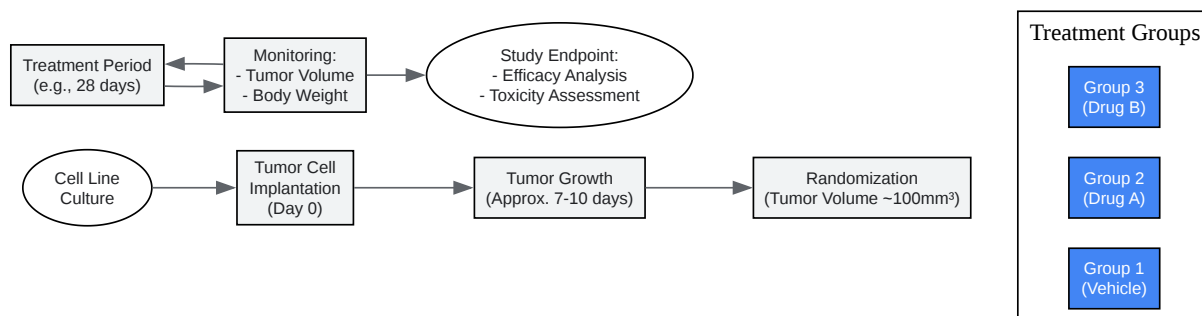 Treatment Period
(e.g., 28 days)
Monitoring:
- Tumor Volume
- Body Weight
Study Endpoint:
- Efficacy Analysis
- Toxicity Assessment
Cell Line
Culture
Tumor Cell
Implantation
(Day 0)
Tumor Growth
(Approx. 7-10 days)
Randomization
(Tumor Volume ~100mm³)
Treatment Groups
Group 3
(Drug B)
Group 2
(Drug A)
Group 1
(Vehicle)